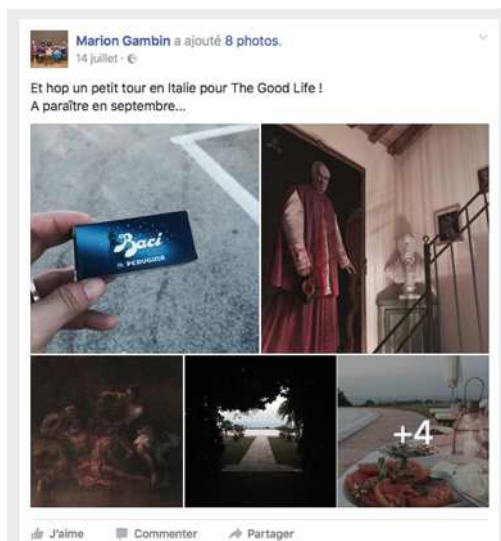 Marion Gambin a ajouté 8 photos.
14 juillet ·
Et hop un petit tour en Italie pour The Good Life !
A paraître en septembre...
Baci
PERUGINA
+4
J'aime
Commenter
Partager